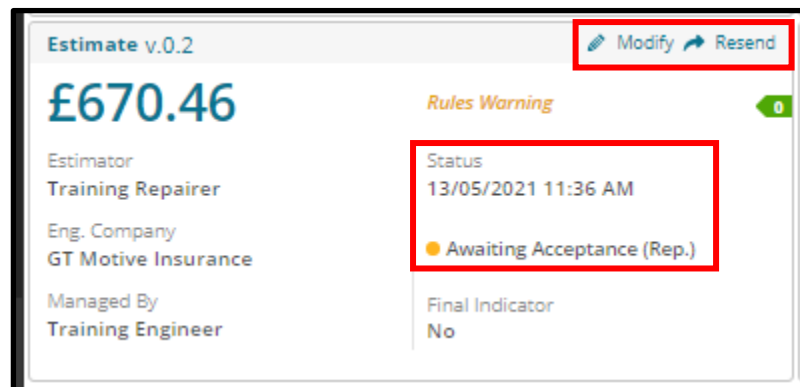 Estimate v.0.2
Modify Resend
£670.46
Rules Warning
0
Estimator
Training Repairer
Status
13/05/2021 11:36 AM
Eng. Company
GT Motive Insurance
Awaiting Acceptance (Rep.)
Managed By
Training Engineer
Final Indicator
No